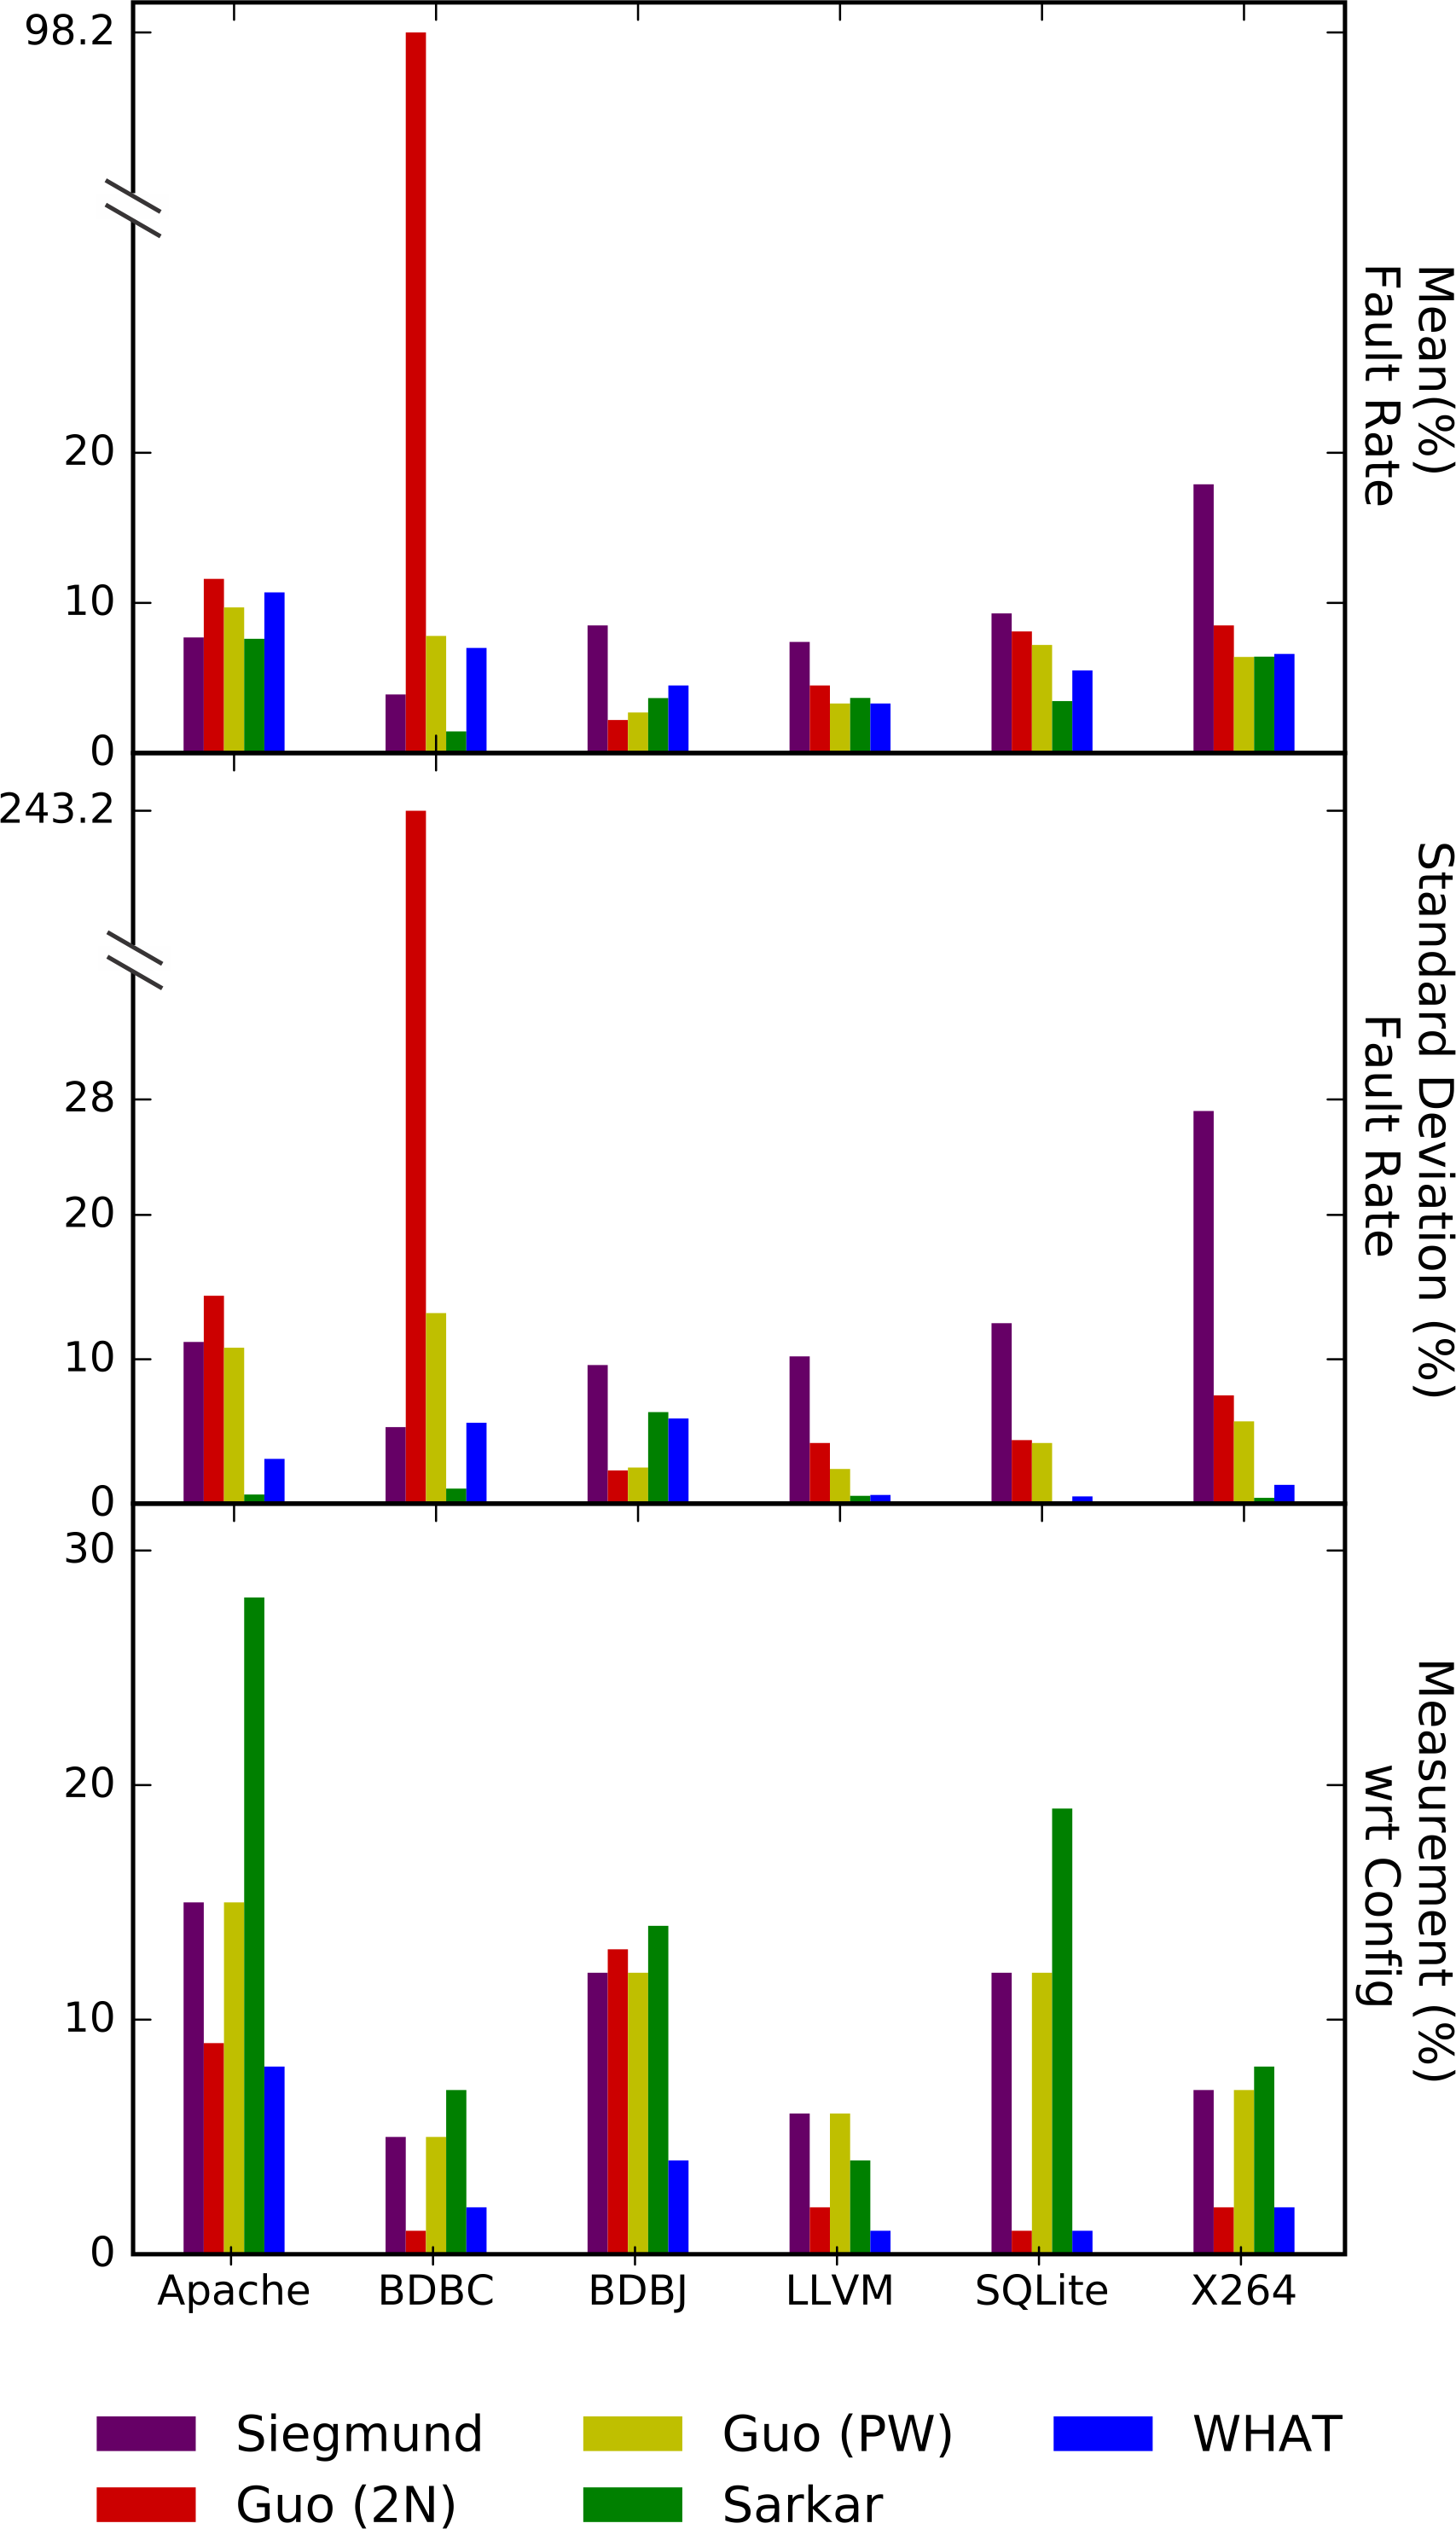 98.2
20
10
0
Mean(%)
Fault Rate
243.2
28
20
10
0
Standard Deviation (%)
Fault Rate
30
20
10
0
Measurement (%)
wrt Config
Apache BDBC BDBJ LLVM SQLite X264
Siegmund Guo (PW) WHAT
Guo (2N) Sarkar